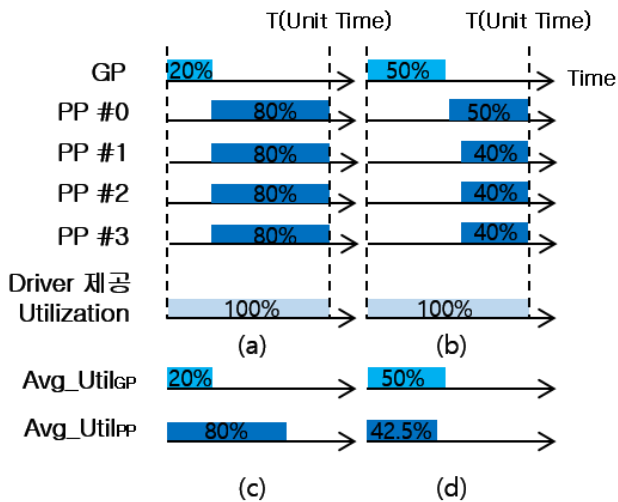 T(Unit Time) T(Unit Time)
GP 20% 50% Time
PP #0 80% 50%
PP #1 80% 40%
PP #2 80% 40%
PP #3 80% 40%
Driver 제공
Utilization 100% 100%
(a) (b)
Avg_UtilGP 20% 50%
Avg_UtilPP 80% 42.5%
(c) (d)